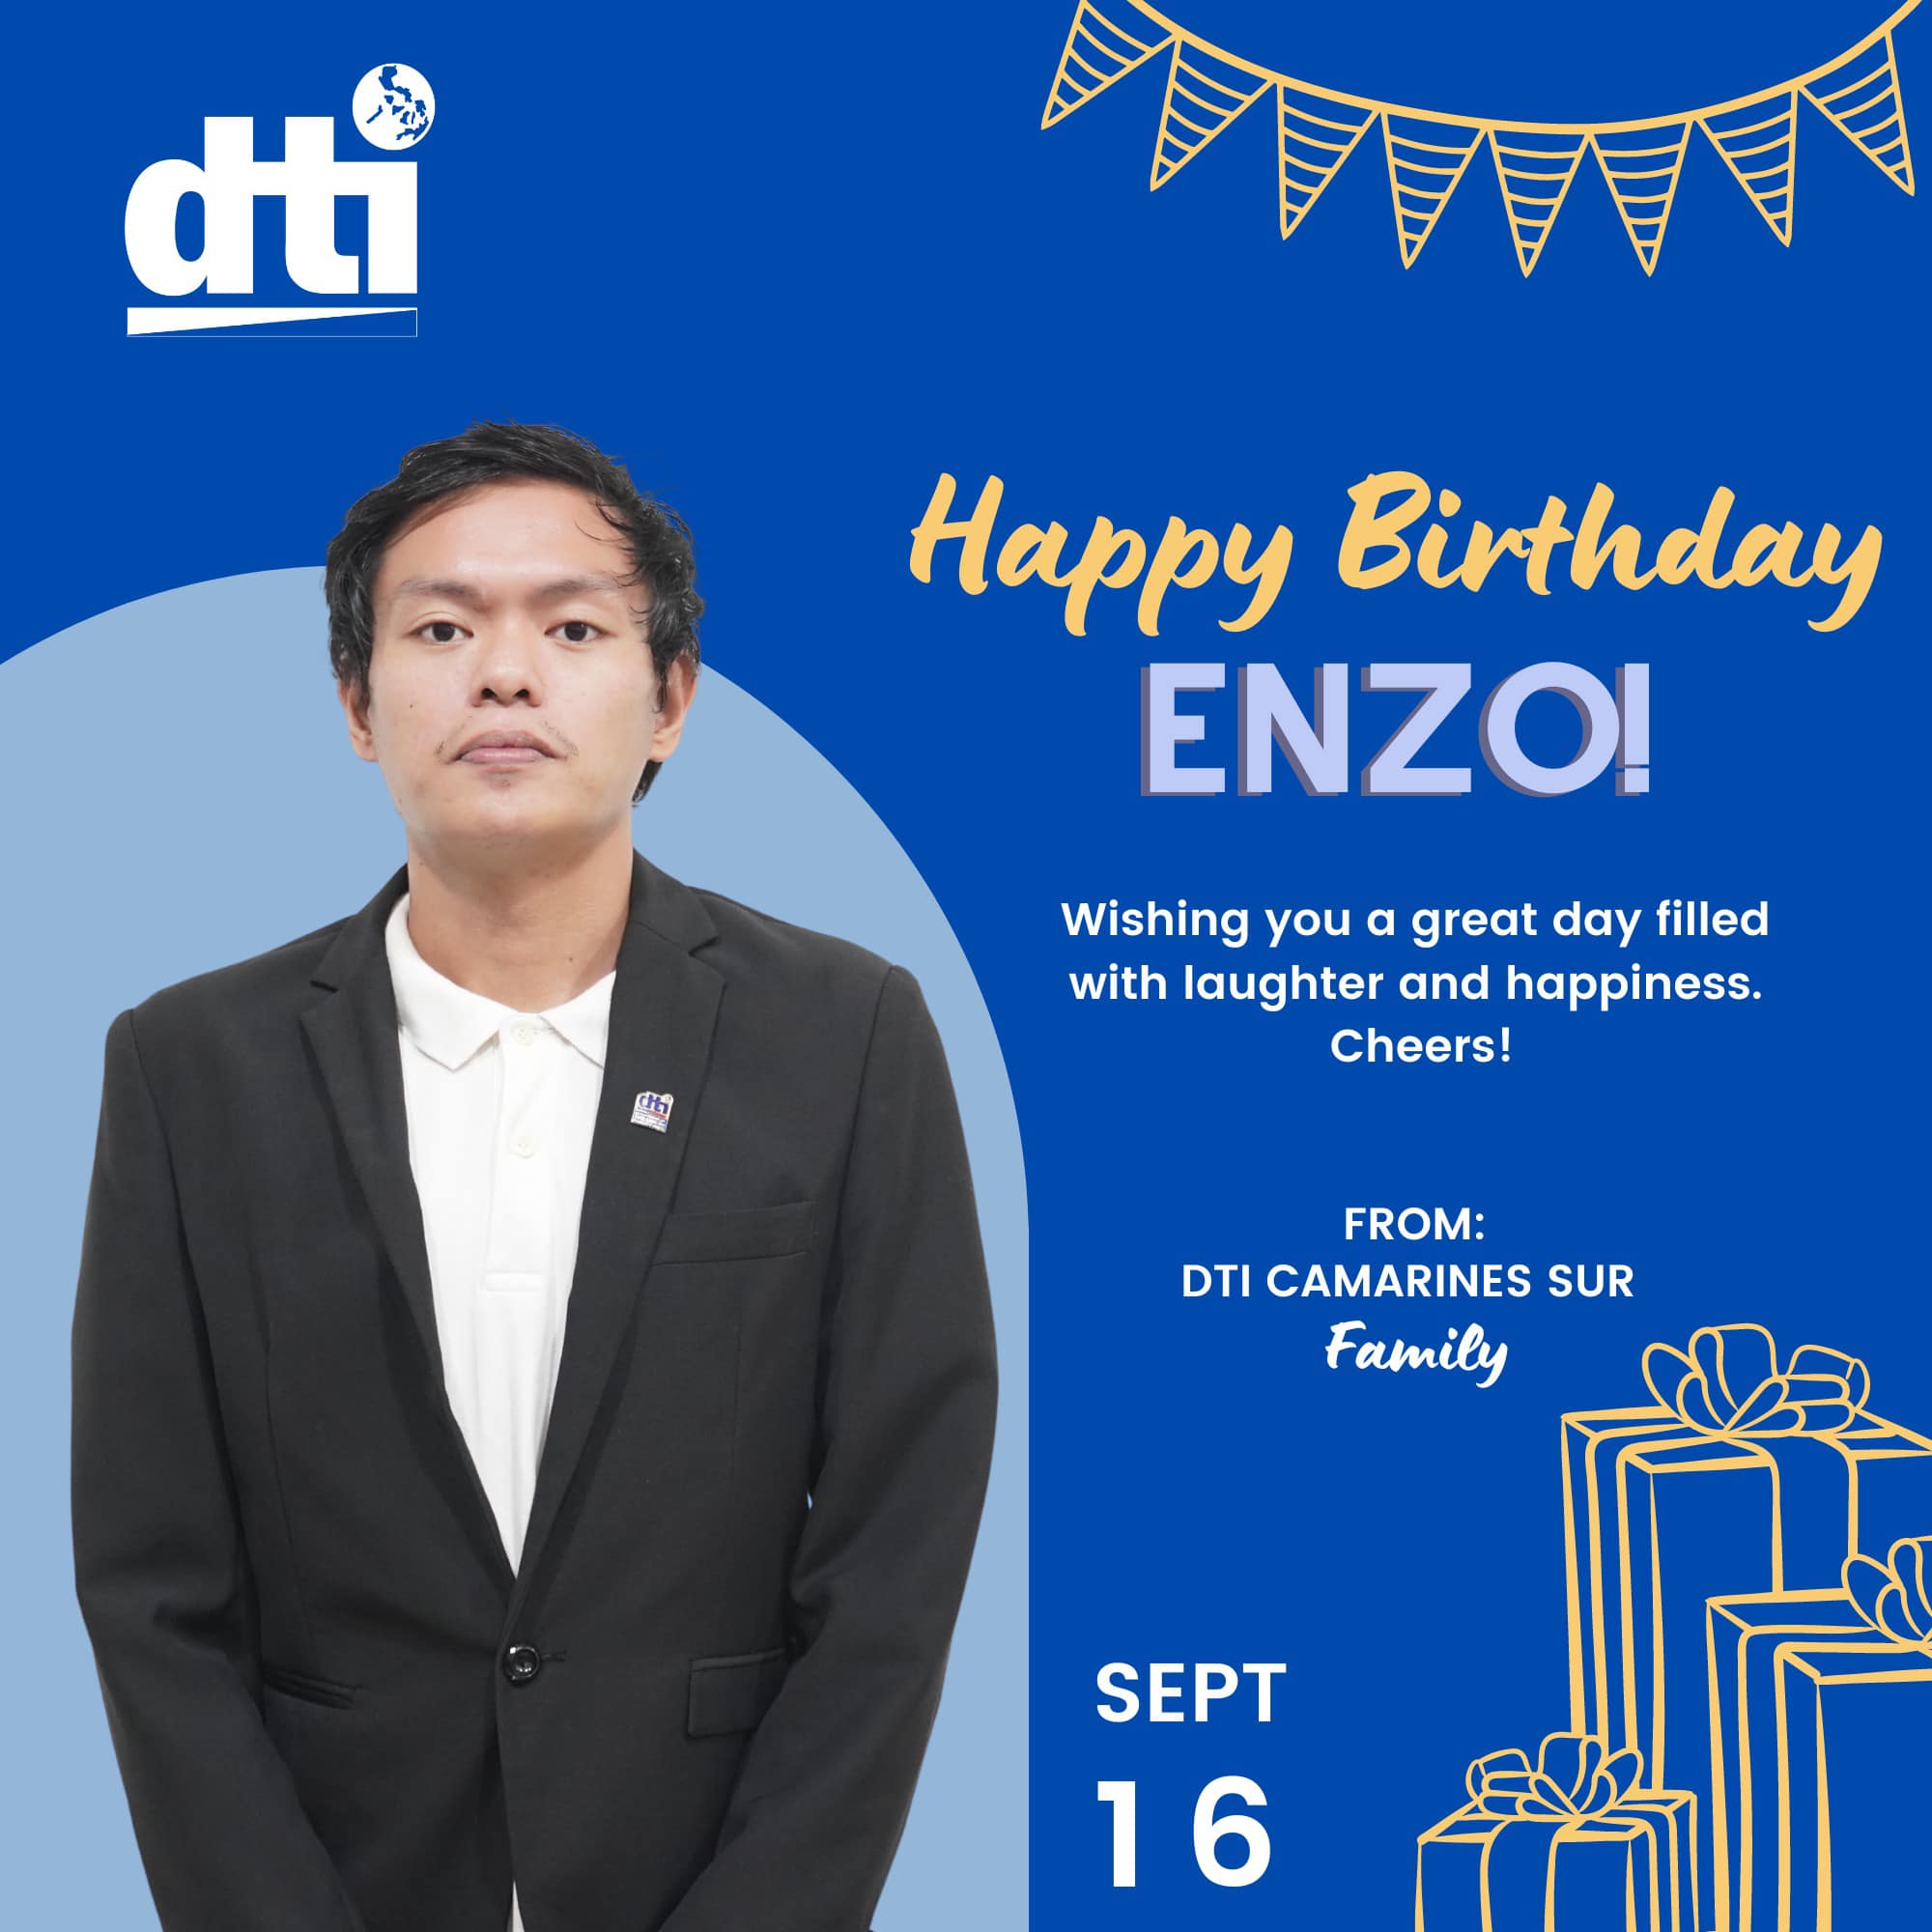 dti
Happy Birthday
ENZO!
Wishing you a great day filled
with laughter and happiness.
Cheers!
FROM:
DTI CAMARINES SUR
Family
SEPT
16
dti